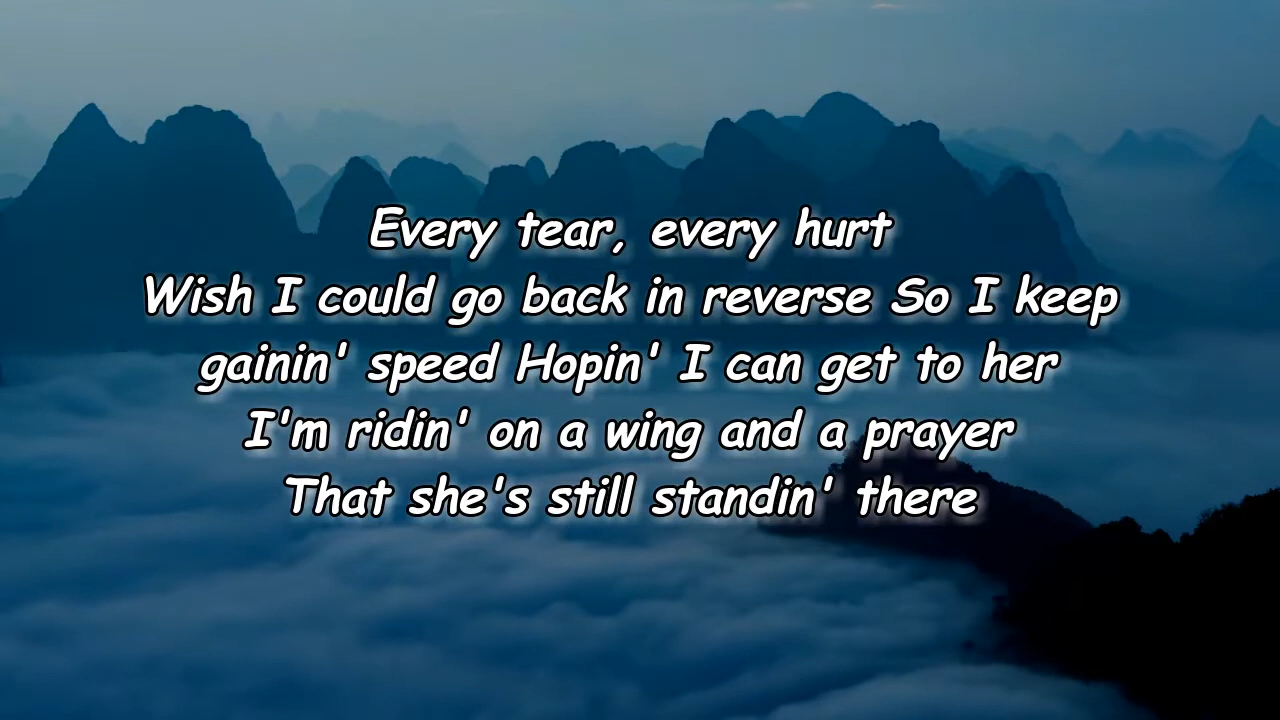 Every tear, every hurt
Wish I could go back in reverse So I keep
gainin' speed Hopin' I can get to her
I'm ridin' on a wing and a prayer
That she's still standin' there